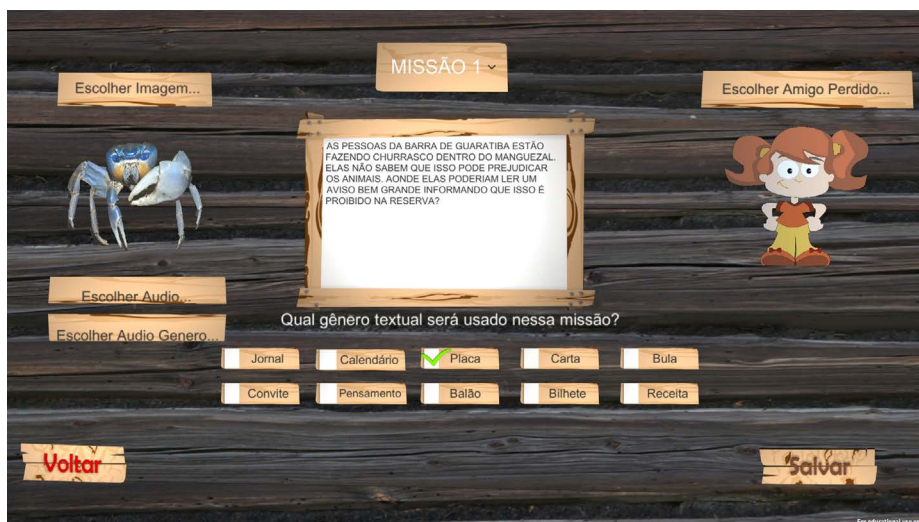 MISSÃO 1
Escolher Imagem...
Escolher Amigo Perdido...
AS PESSOAS DA BARRA DE GUARATIBA ESTÃO
FAZENDO CHURRASCO DENTRO DO MANGUEZAL.
ELAS NÃO SABEM QUE ISSO PODE PREJUDICAR
OS ANIMAIS. AONDE ELAS PODERIAM LER UM
AVISO BEM GRANDE INFORMANDO QUE ISSO É
PROIBIDO NA RESERVA?
Escolher Audio...
Escolher Audio Genero...
Qual gênero textual será usado nessa missão?
Jornal Calendário Placa Carta Bula
Convite Pensamento Balão Bilhete Receita
Voltar
Salvar
For educational use